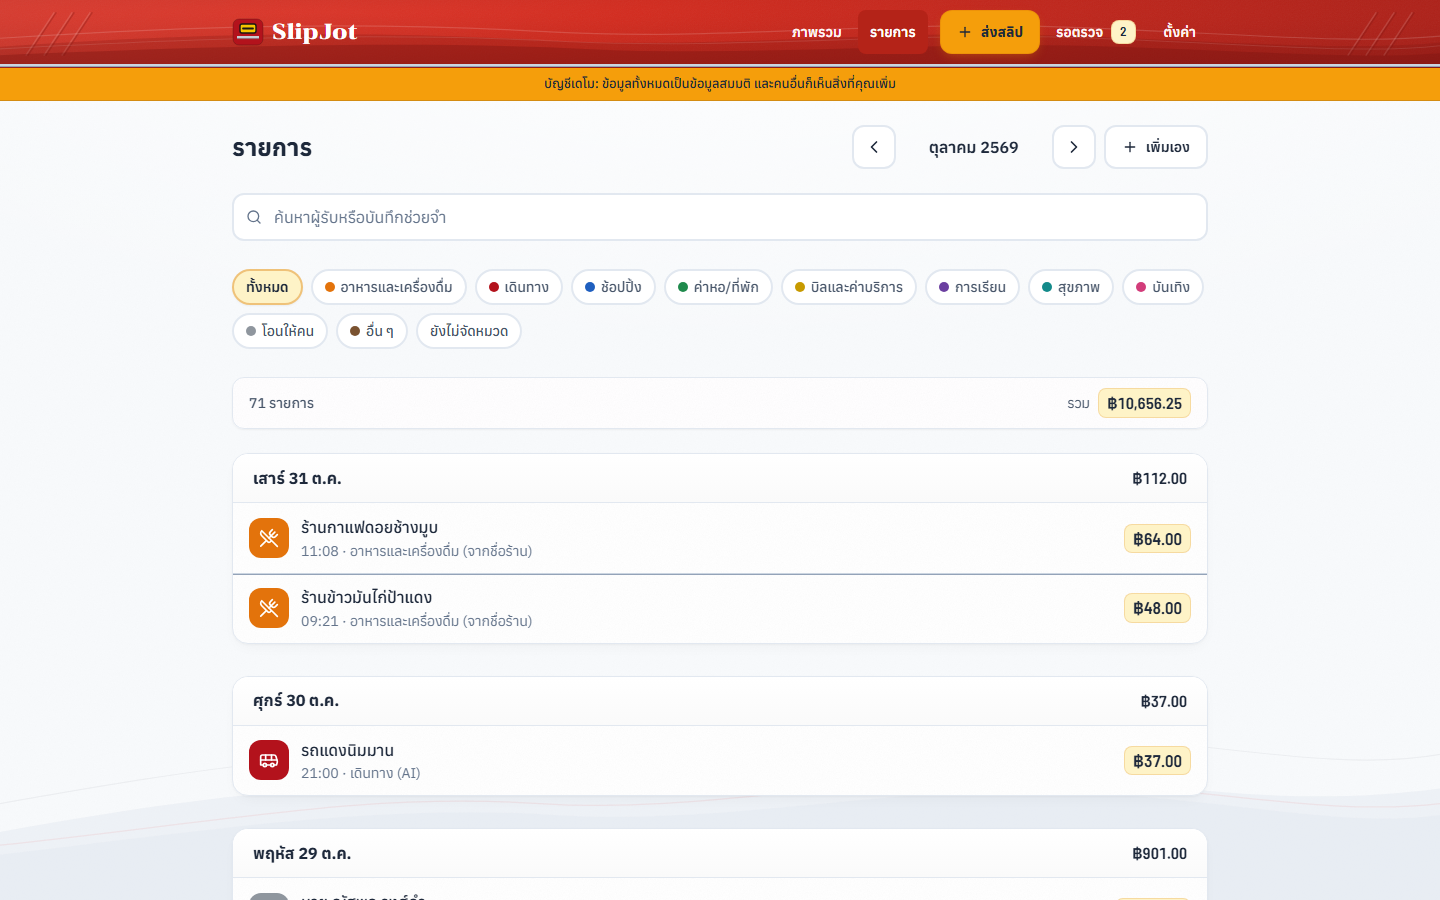 SlipJot
ภาพรวม
รายการ
ส่งสลิป
รอตรวจ 2
ตั้งค่า
บัญชีเดโม: ข้อมูลทั้งหมดเป็นข้อมูลสมมติ และคนอื่นก็เห็นสิ่งที่คุณเพิ่ม
รายการ
ตุลาคม 2569
เพิ่มเอง
ค้นหาผู้รับหรือบันทึกช่วยจำ
ทั้งหมด
อาหารและเครื่องดื่ม
เดินทาง
ช้อปปิ้ง
ค่าหอ/ที่พัก
บิลและค่าบริการ
การเรียน
สุขภาพ
บันเทิง
โอนให้คน
อื่น ๆ
ยังไม่จัดหมวด
71 รายการ
รวม ฿10,656.25
เสาร์ 31 ต.ค.
฿112.00
ร้านกาแฟดอยช้างมูบ
11:08 · อาหารและเครื่องดื่ม (จากชื่อร้าน)
฿64.00
ร้านข้าวมันไก่ป้าแดง
09:21 · อาหารและเครื่องดื่ม (จากชื่อร้าน)
฿48.00
ศุกร์ 30 ต.ค.
฿37.00
รถแดงนิมมาน
21:00 · เดินทาง (AI)
฿37.00
พฤหัส 29 ต.ค.
฿901.00